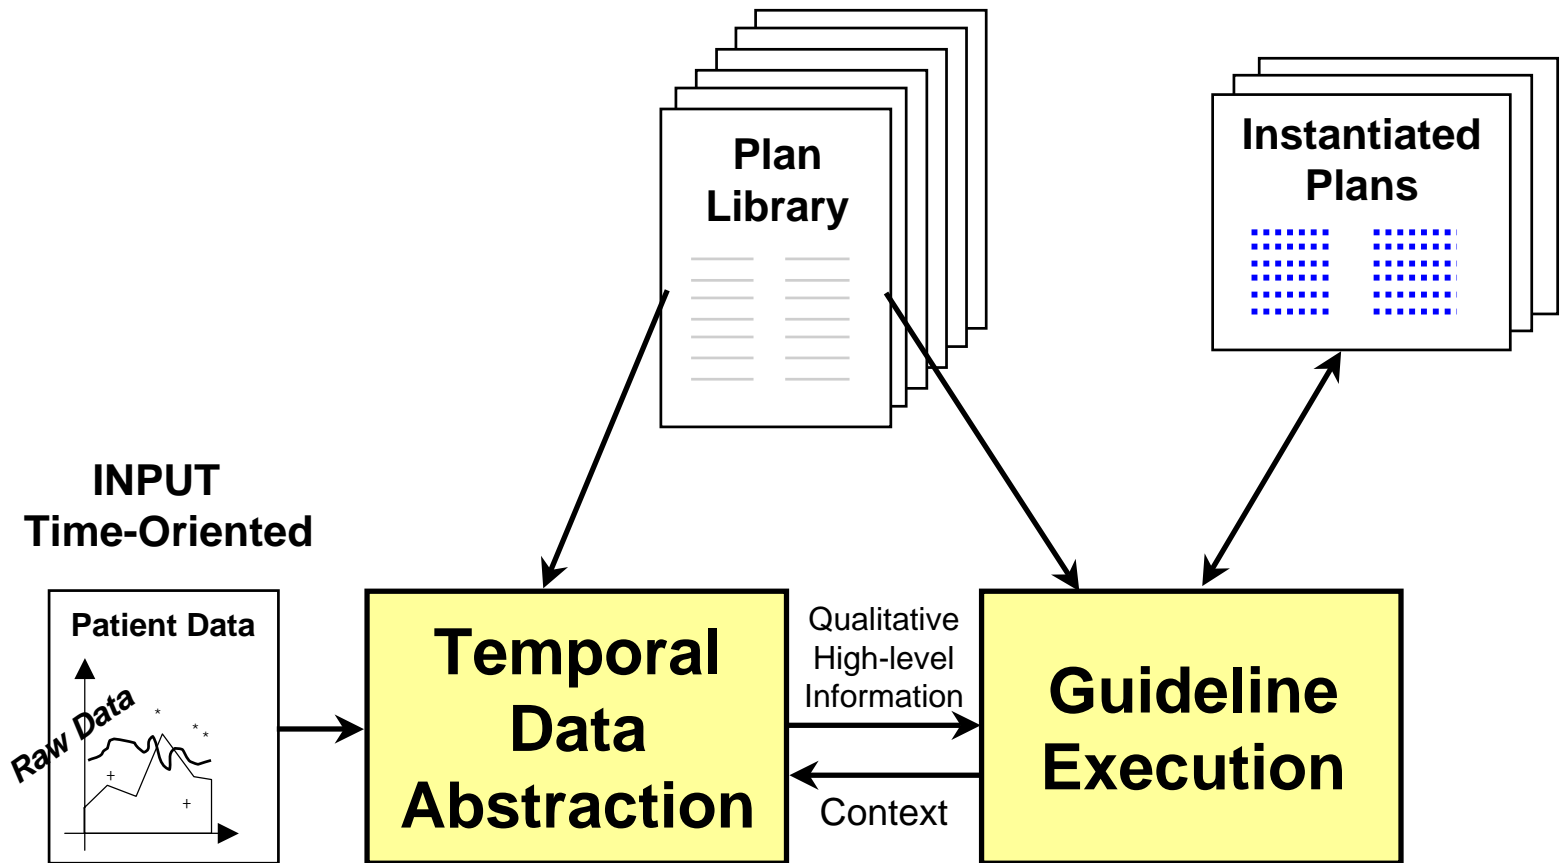 Plan
Library
Instantiated
Plans
INPUT
Time-Oriented
Patient Data
Raw Data
Temporal
Data
Abstraction
Qualitative
High-level
Information
Context
Guideline
Execution